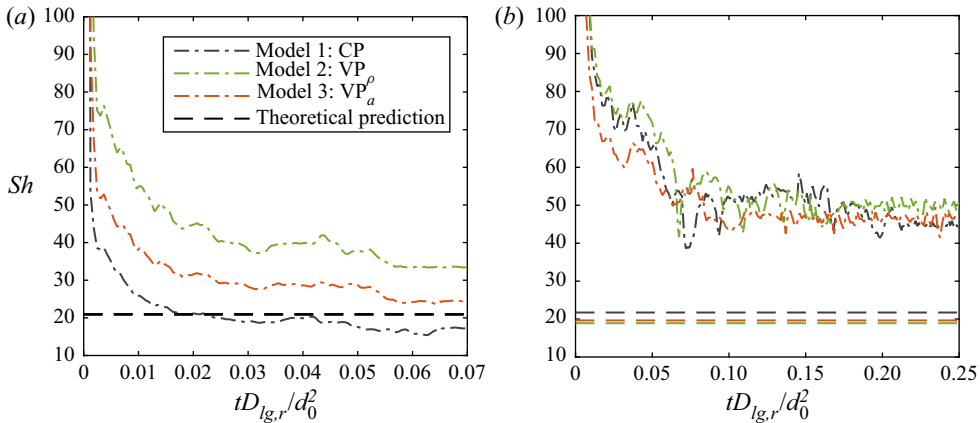 (a)
100
90
80
70
60
50
40
30
20
10
Sh
Model 1: CP
Model 2: VPρ
Model 3: VPa
Theoretical prediction
0 0.01 0.02 0.03 0.04 0.05 0.06 0.07
tD_{lg,r}/d_0^2
(b)
100
90
80
70
60
50
40
30
20
10
0 0.05 0.10 0.15 0.20 0.25
tD_{lg,r}/d_0^2